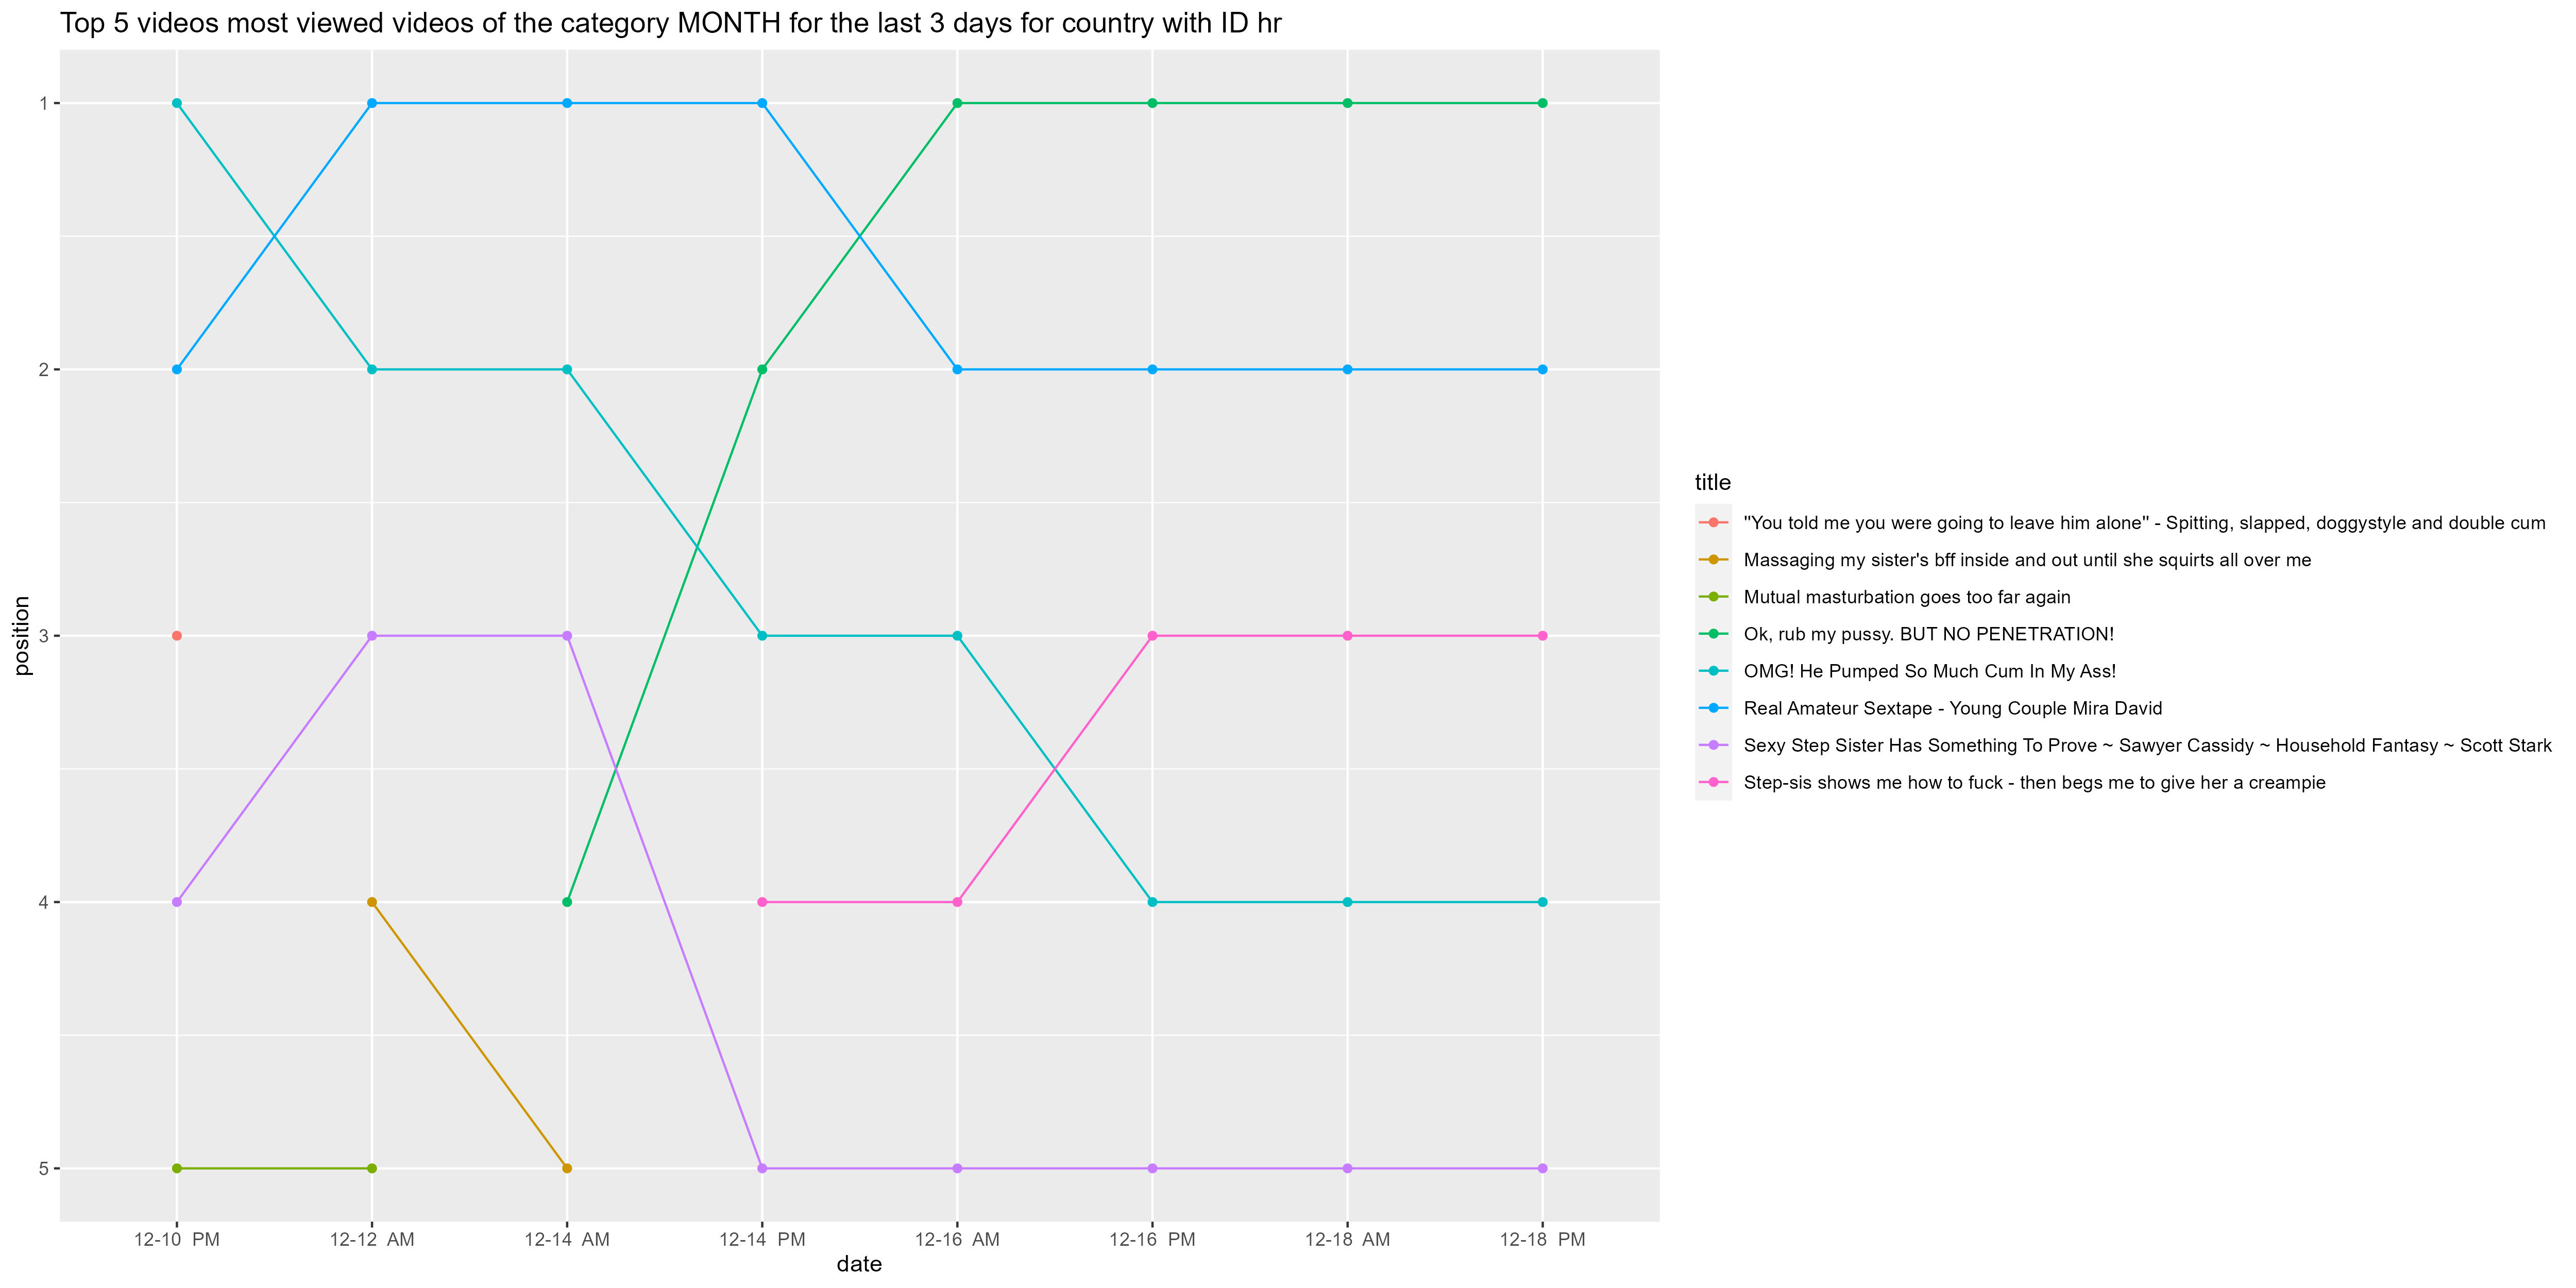 Top 5 videos most viewed videos of the category MONTH for the last 3 days for country with ID hr
position
1
2
3
4
5
12-10 PM
12-12 AM
12-14 AM
12-14 PM
12-16 AM
12-16 PM
12-18 AM
12-18 PM
date
title
"You told me you were going to leave him alone" - Spitting, slapped, doggystyle and double cum
Massaging my sister's bff inside and out until she squirts all over me
Mutual masturbation goes too far again
Ok, rub my pussy. BUT NO PENETRATION!
OMG! He Pumped So Much Cum In My Ass!
Real Amateur Sextape - Young Couple Mira David
Sexy Step Sister Has Something To Prove ~ Sawyer Cassidy ~ Household Fantasy ~ Scott Stark
Step-sis shows me how to fuck - then begs me to give her a creampie